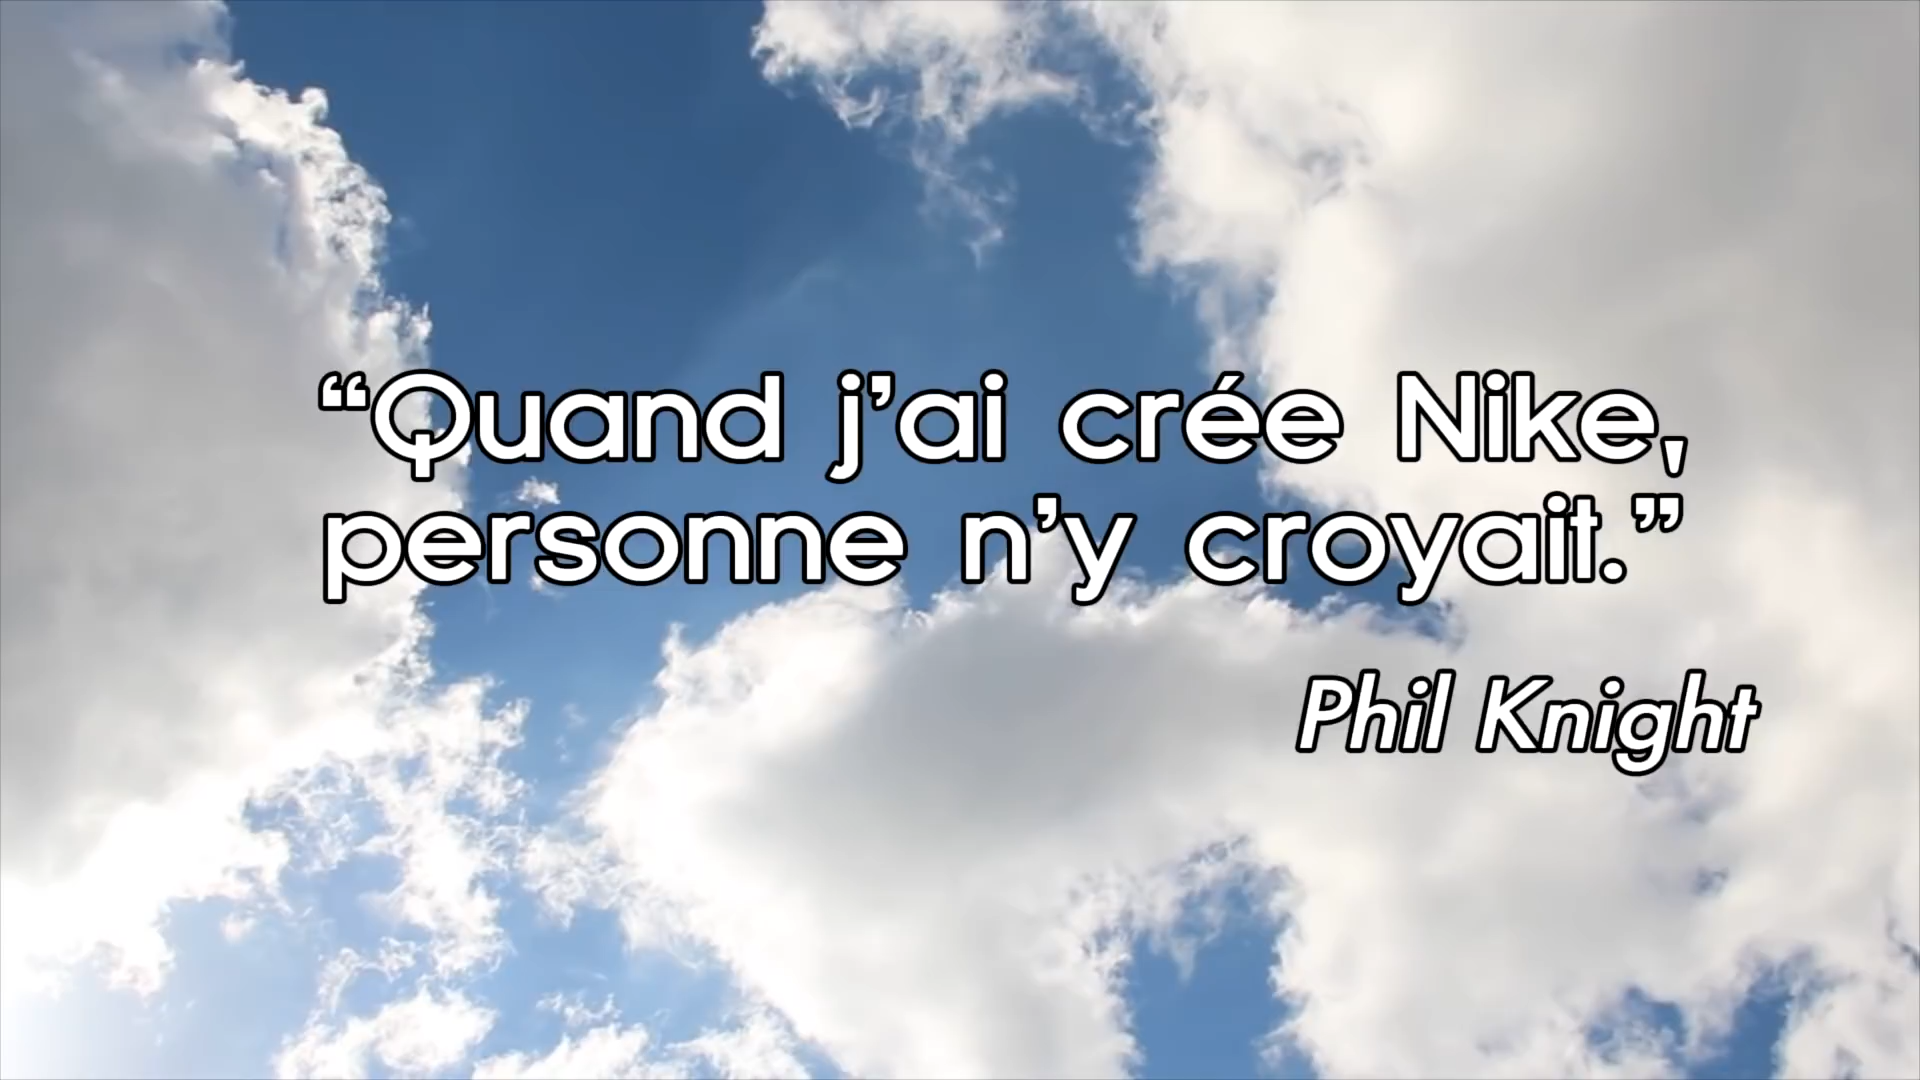 “Quand j’ai crée Nike,
personne n’y croyait.”
Phil Knight